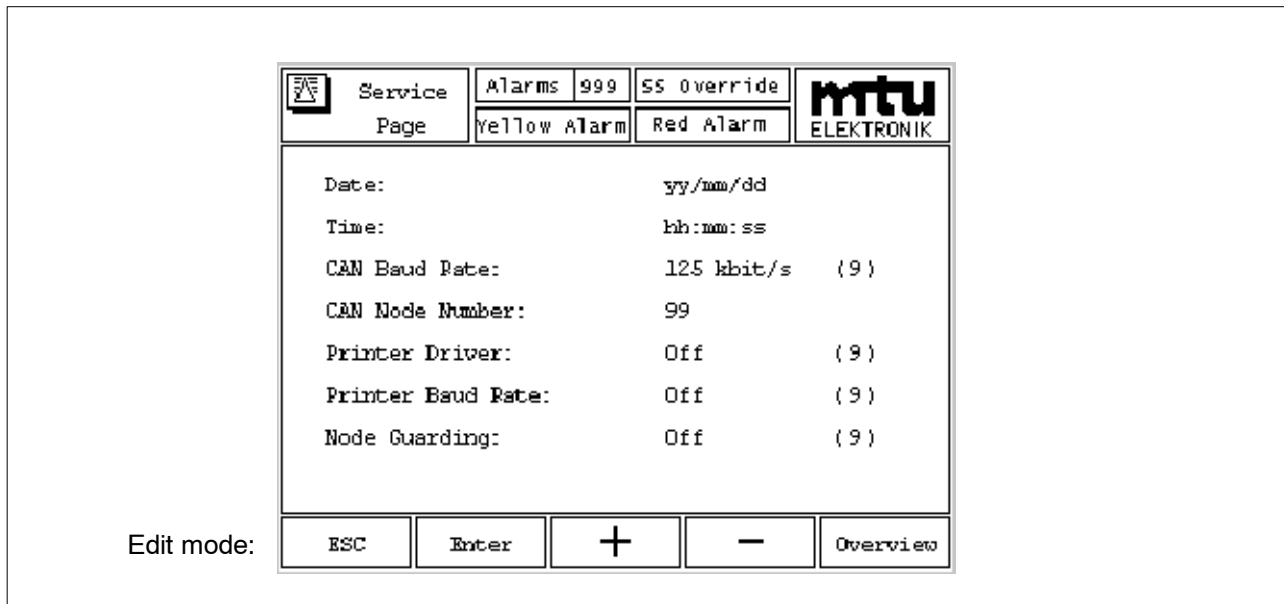 Service Page
Alarms 999
SS Override
Yellow Alarm
Red Alarm
mtu
ELEKTRONIK
Date: yy/mm/dd
Time: hh:mm:ss
CAN Baud Rate: 125 kbit/s (9)
CAN Node Number: 99
Printer Driver: Off (9)
Printer Baud Rate: Off (9)
Node Guarding: Off (9)
Edit mode: ESC Enter + − Overview